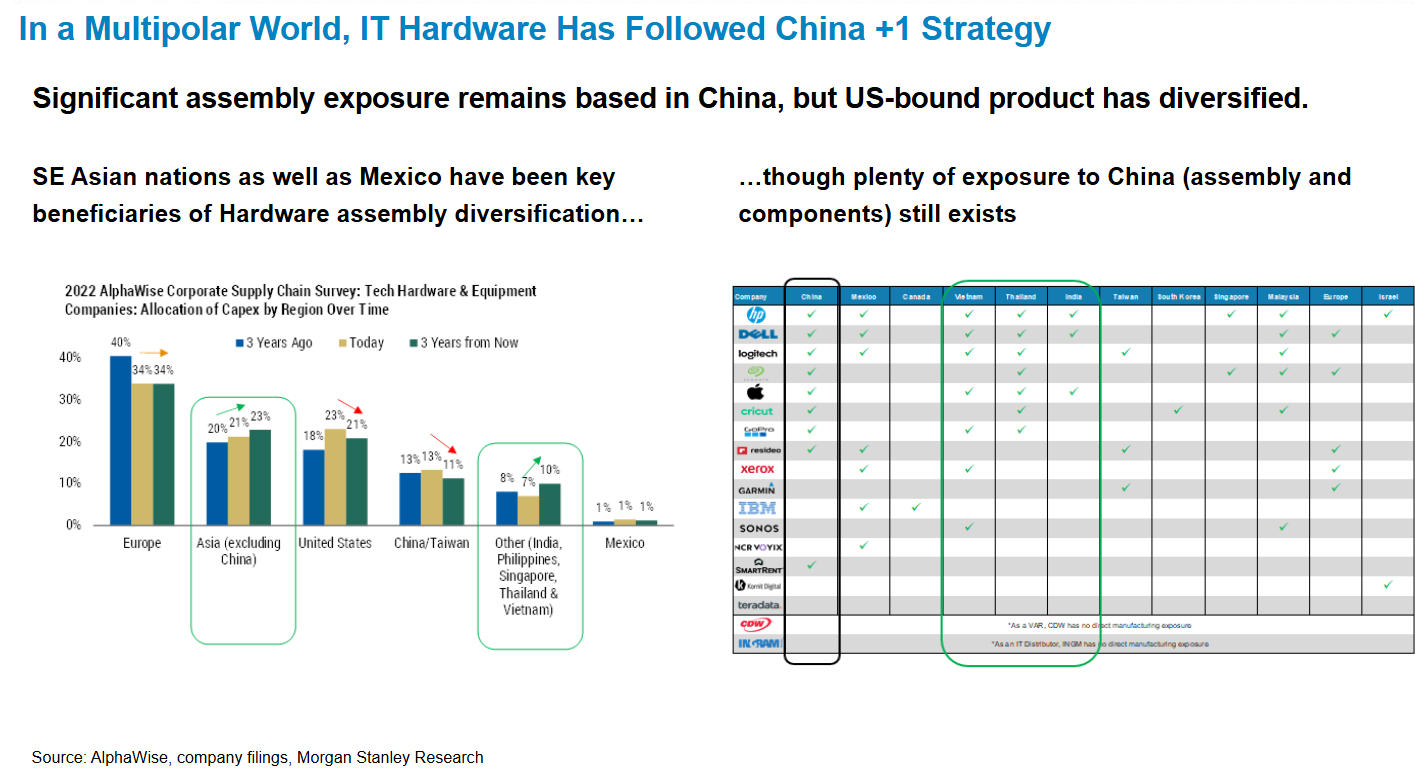 In a Multipolar World, IT Hardware Has Followed China +1 Strategy
Significant assembly exposure remains based in China, but US-bound product has diversified.
SE Asian nations as well as Mexico have been key
beneficiaries of Hardware assembly diversification…
2022 AlphaWise Corporate Supply Chain Survey: Tech Hardware & Equipment
Companies: Allocation of Capex by Region Over Time
3 Years Ago Today 3 Years from Now
40%
30%
20%
10%
0%
40% 34% 34%
20% 21% 23%
18% 23% 21%
13% 13% 11%
8% 7% 10%
1% 1% 1%
Europe
Asia (excluding
China)
United States
China/Taiwan
Other (India,
Philippines,
Singapore,
Thailand &
Vietnam)
Mexico
…though plenty of exposure to China (assembly and
components) still exists
Company China Mexico Canada Vietnam Thailand India Taiwan South Korea Singapore Malaysia Europe Israel
hp
DELL
logitech
cricut
GoPro
resideo
xerox
GARMIN
IBM
SONOS
NCR VOYIX
SMARTRENT
Kornit Digital
teradata.
CDW
*As a VAR, CDW has no direct manufacturing exposure
INGRAM
*As an IT Distributor, INGM has no direct manufacturing exposure
Source: AlphaWise, company filings, Morgan Stanley Research